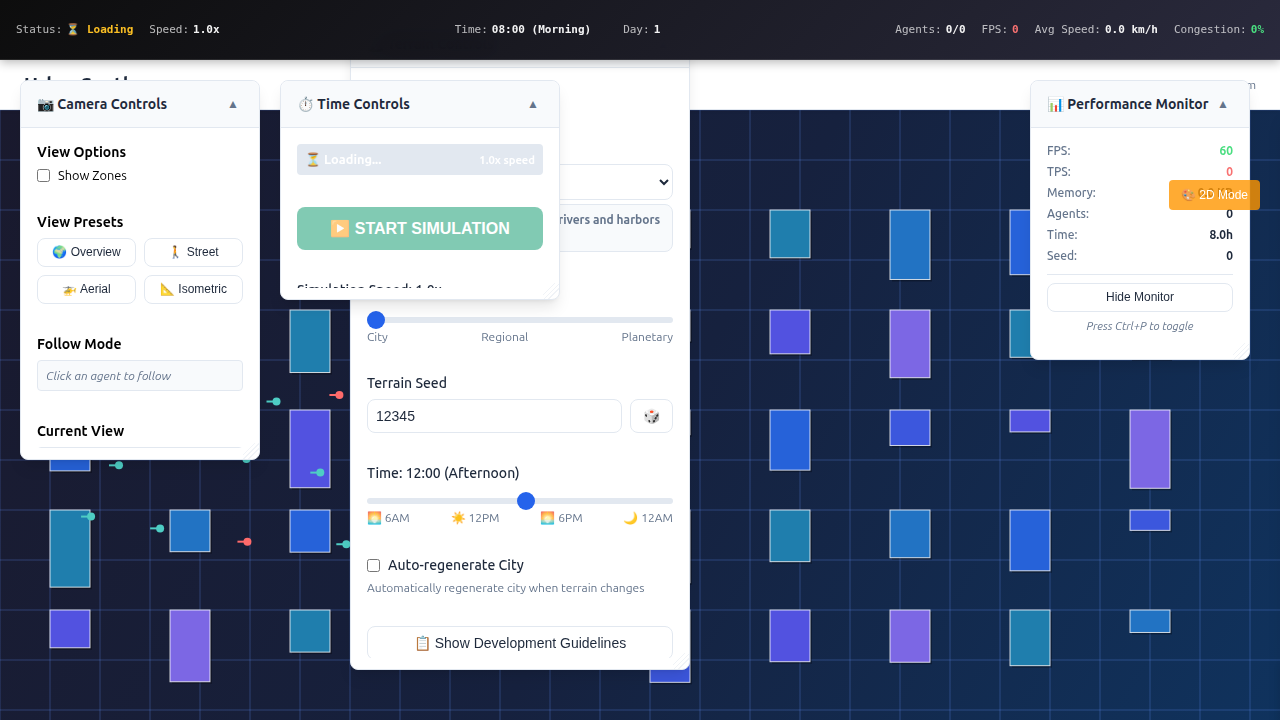 Status: ⏳ Loading Speed: 1.0x Time: 08:00 (Morning) Day: 1 Agents: 0/0 FPS: 0 Avg Speed: 0.0 km/h Congestion: 0%
📷 Camera Controls ▲
View Options
Show Zones
View Presets
🌍 Overview 🚶 Street
🚁 Aerial 📐 Isometric
Follow Mode
Click an agent to follow
Current View
⏱️ Time Controls ▲
⏳ Loading... 1.0x speed
▶️ START SIMULATION
Simulation Speed: 1.0x
rivers and harbors
City Regional Planetary
Terrain Seed
12345
🎲
Time: 12:00 (Afternoon)
🌅 6AM ☀️ 12PM 🌅 6PM 🌙 12AM
Auto-regenerate City
Automatically regenerate city when terrain changes
📋 Show Development Guidelines
📊 Performance Monitor ▲
FPS: 60
TPS: 0
Memory:
🎨 2D Mode
Agents: 0
Time: 8.0h
Seed: 0
Hide Monitor
Press Ctrl+P to toggle